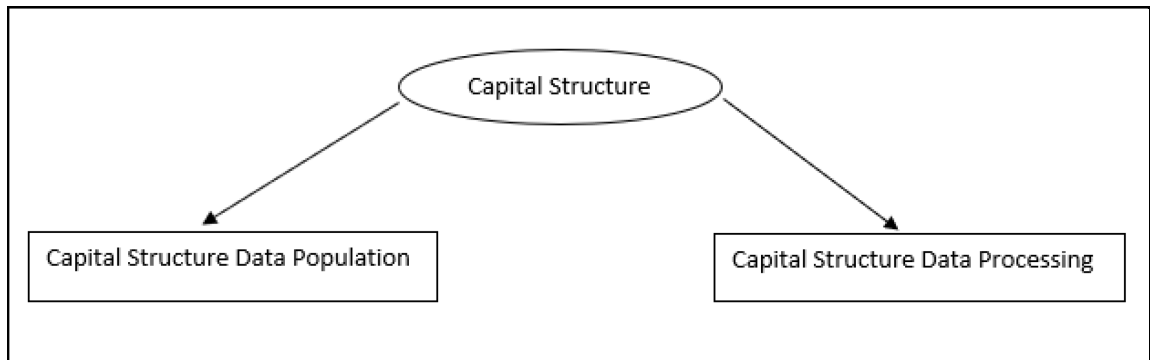 Capital Structure
Capital Structure Data Population
Capital Structure Data Processing